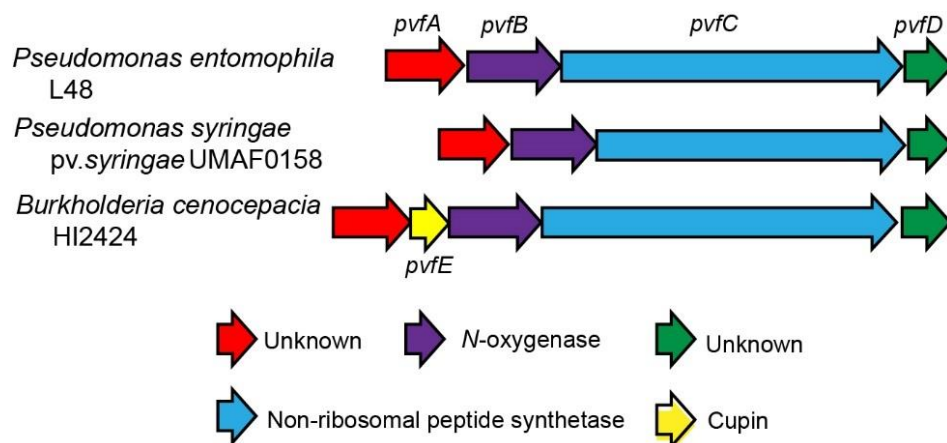 pvfA pvfB pvfC pvfD
Pseudomonas entomophila
L48
Pseudomonas syringae
pv.syringae UMAF0158
Burkholderia cenocepacia
HI2424
pvfE
Unknown N-oxygenase Unknown
Non-ribosomal peptide synthetase Cupin